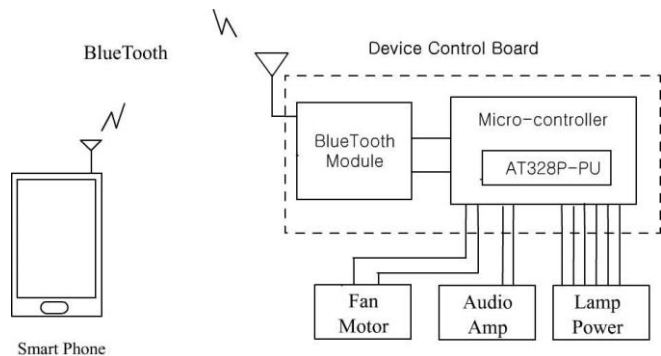 BlueTooth
Device Control Board
BlueTooth
Module
Micro-controller
AT328P-PU
Fan
Motor
Audio
Amp
Lamp
Power
Smart Phone